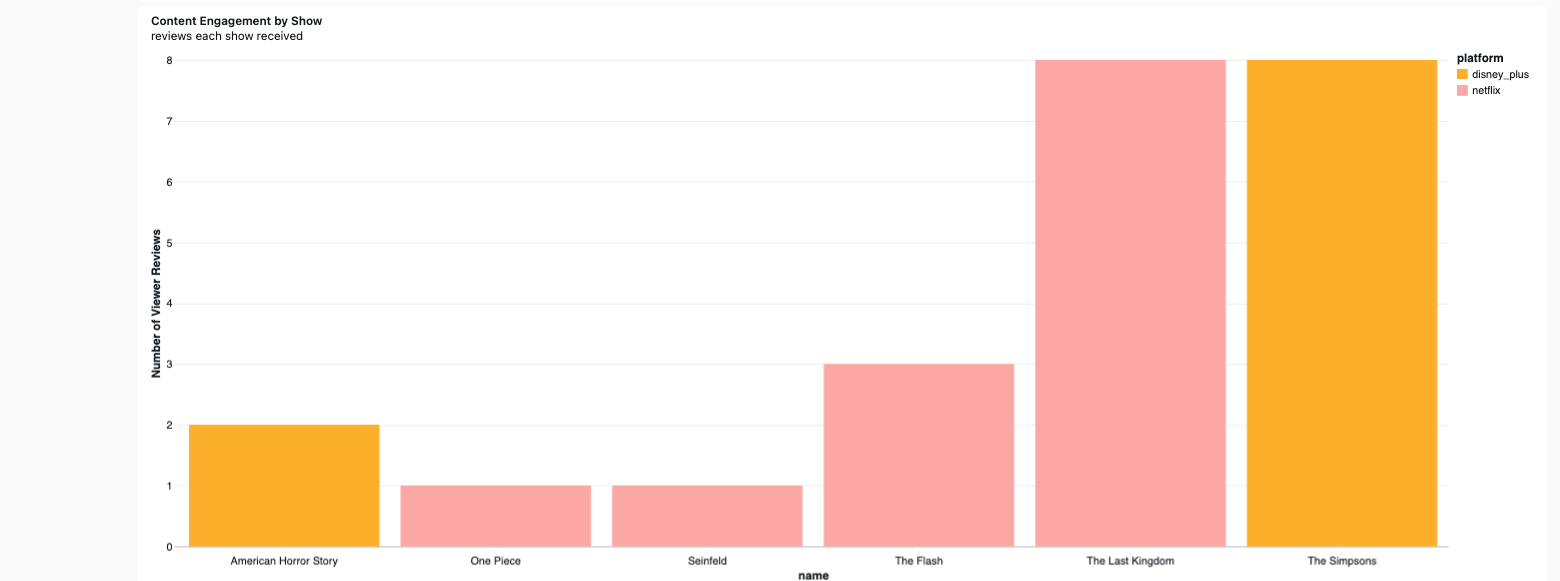 Content Engagement by Show
reviews each show received
platform
disney_plus
netflix
Number of Viewer Reviews
8
7
6
5
4
3
2
1
0
American Horror Story
One Piece
Seinfeld
The Flash
The Last Kingdom
The Simpsons
name